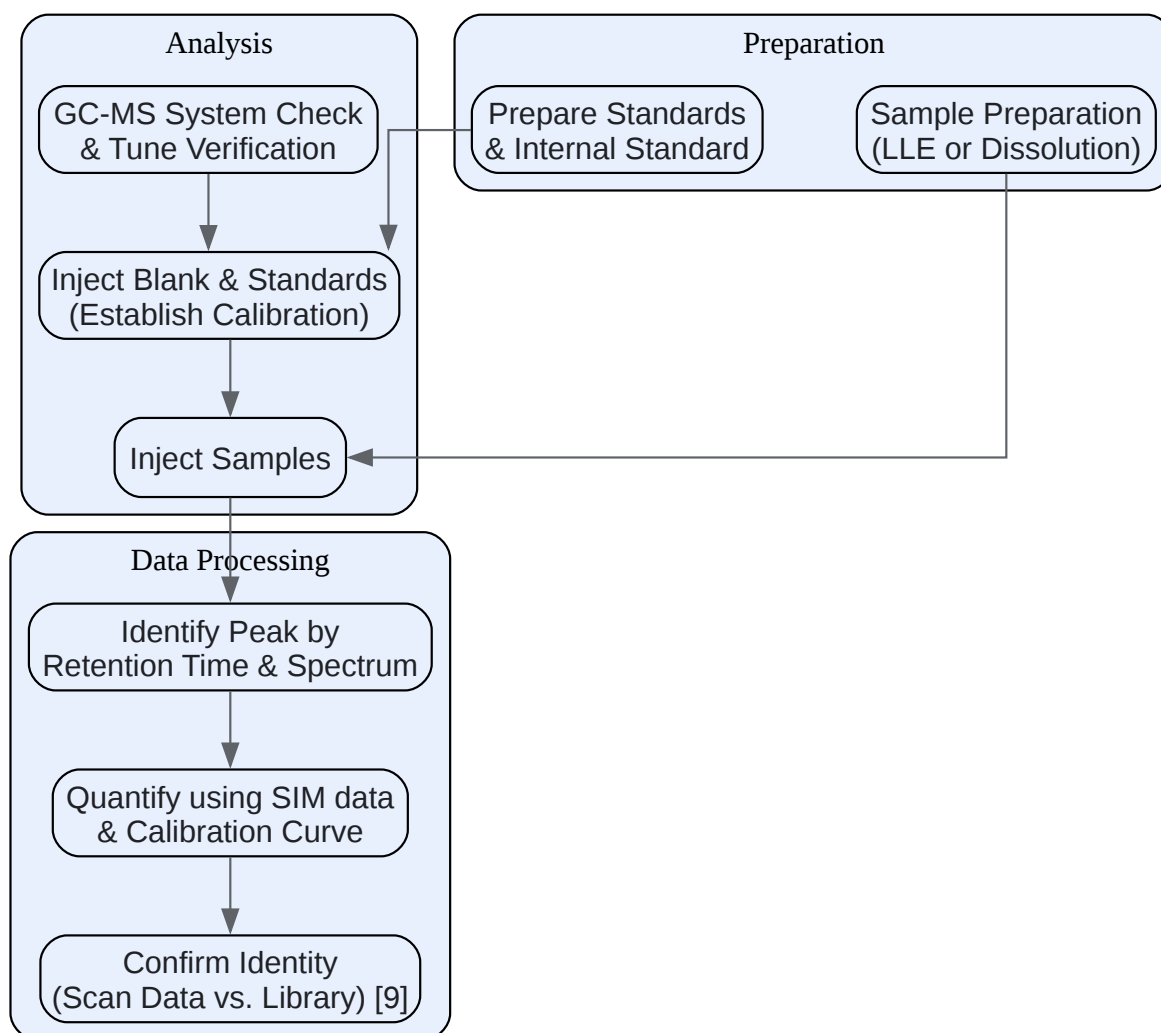 Analysis
GC-MS System Check
& Tune Verification
Inject Blank & Standards
(Establish Calibration)
Inject Samples
Preparation
Prepare Standards
& Internal Standard
Sample Preparation
(LLE or Dissolution)
Data Processing
Identify Peak by
Retention Time & Spectrum
Quantify using SIM data
& Calibration Curve
Confirm Identity
(Scan Data vs. Library) [9]